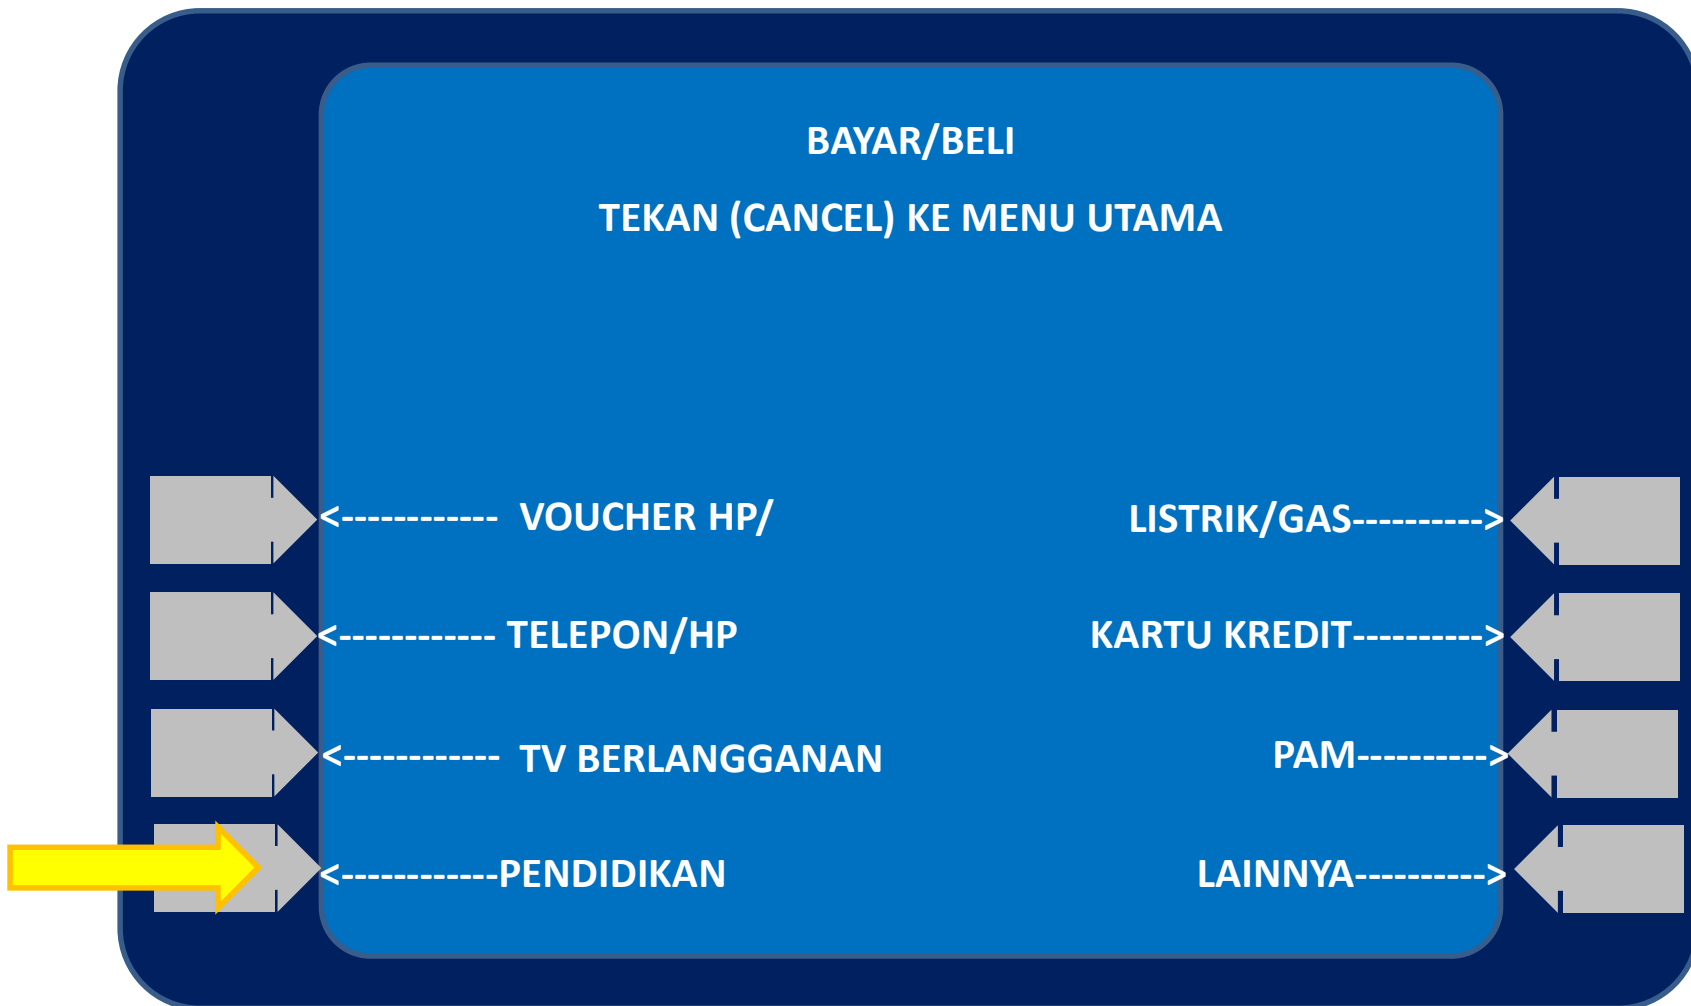 BAYAR/BELI
TEKAN (CANCEL) KE MENU UTAMA
<------------ VOUCHER HP/
LISTRIK/GAS---------->
<------------ TELEPON/HP
KARTU KREDIT---------->
<------------ TV BERLANGGANAN
PAM---------->
<------------PENDIDIKAN
LAINNYA---------->